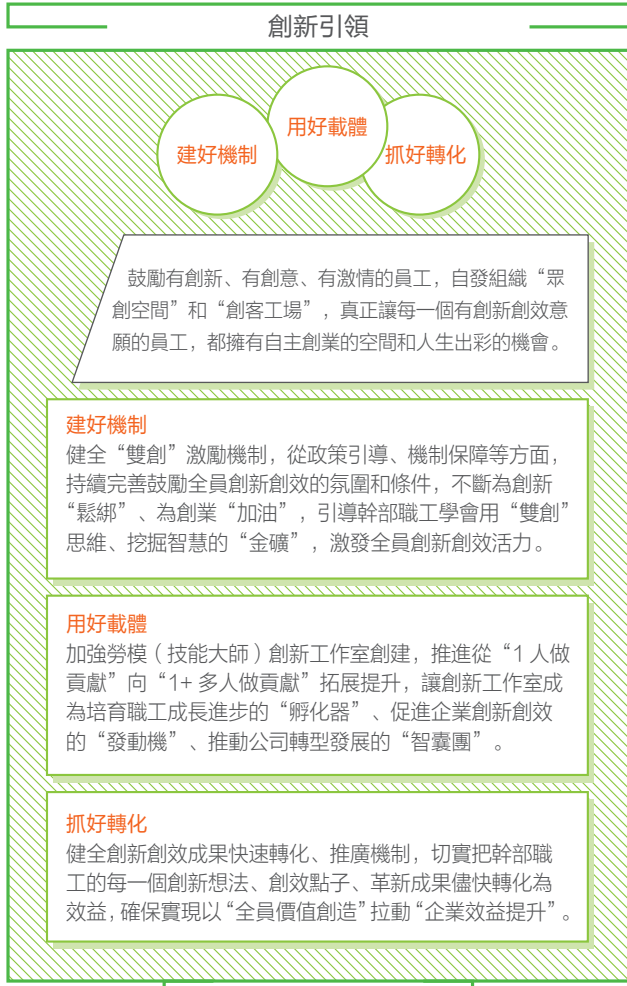 創新引領
建好機制
用好載體
抓好轉化
鼓勵有創新、有創意、有激情的員工，自發組織“眾
創空間”和“創客工場”，真正讓每一個有創新創效意
願的員工，都擁有自主創業的空間和人生出彩的機會。
建好機制
健全“雙創”激勵機制，從政策引導、機制保障等方面，
持續完善鼓勵全員創新創效的氛圍和條件，不斷為創新
“鬆綁”、為創業“加油”，引導幹部職工學會用“雙創”
思維、挖掘智慧的“金礦”，激發全員創新創效活力。
用好載體
加強勞模（技能大師）創新工作室創建，推進從“1 人做
貢獻”向“1+ 多人做貢獻”拓展提升，讓創新工作室成
為培育職工成長進步的“孵化器”、促進企業創新創效
的“發動機”、推動公司轉型發展的“智囊團”。
抓好轉化
健全創新創效成果快速轉化、推廣機制，切實把幹部職
工的每一個創新想法、創效點子、革新成果儘快轉化為
效益，確保實現以“全員價值創造”拉動“企業效益提升”。